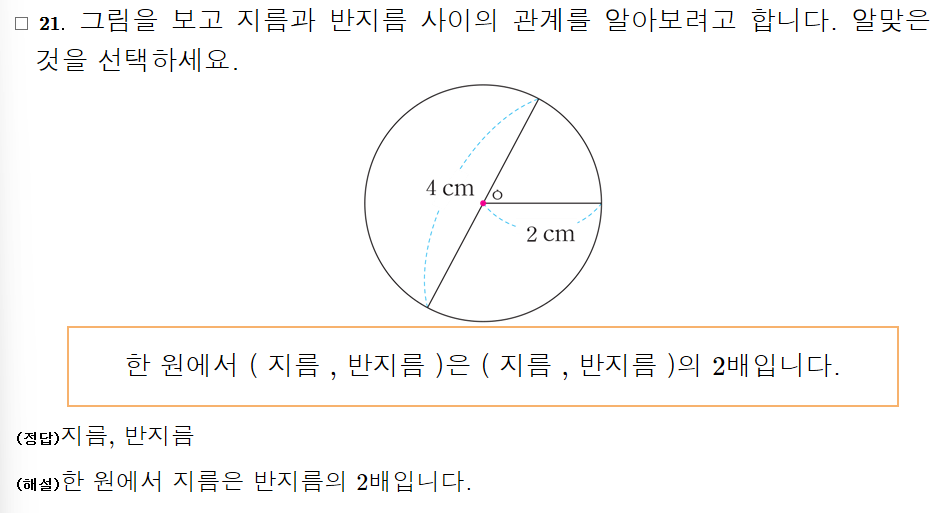 □ 21. 그림을 보고 지름과 반지름 사이의 관계를 알아보려고 합니다. 알맞은
것을 선택하세요.
4 cm
ㅇ
2 cm
한 원에서 ( 지름 , 반지름 )은 ( 지름 , 반지름 )의 2배입니다.
(정답)지름, 반지름
(해설)한 원에서 지름은 반지름의 2배입니다.